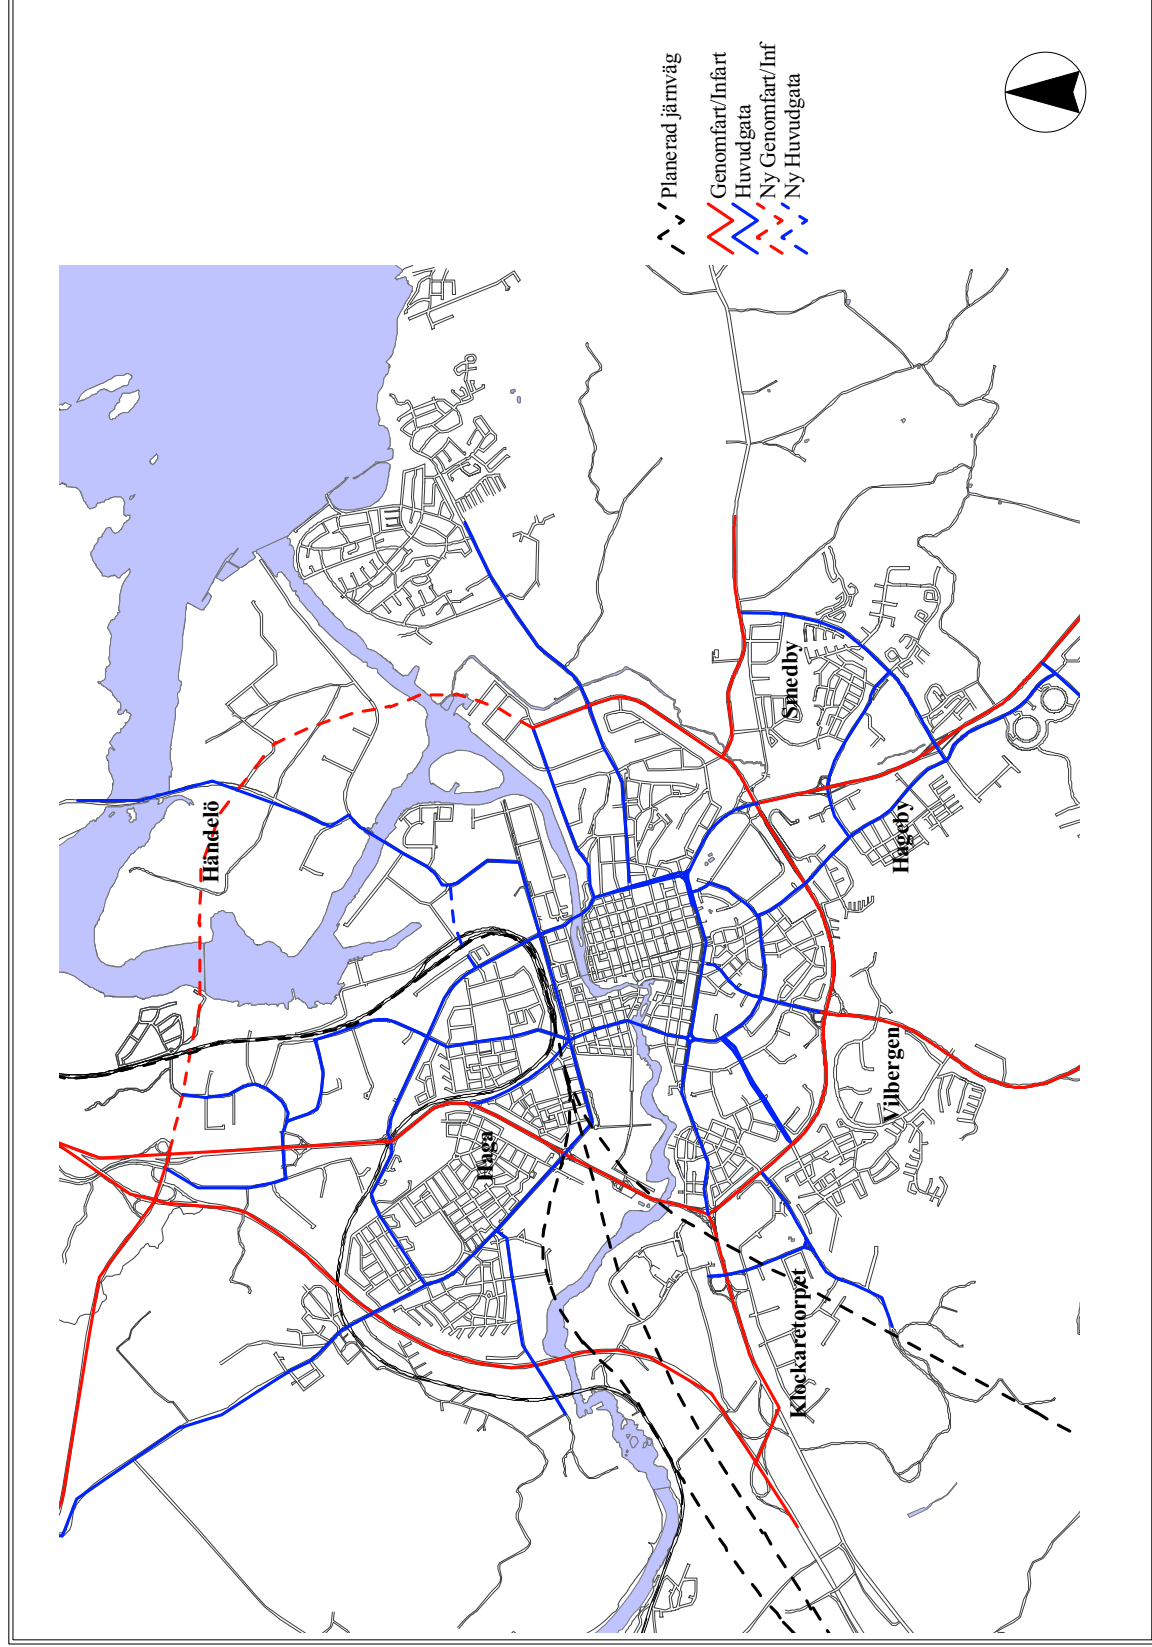 Planerad järnväg
Genomfart/Infart
Huvudgata
Ny Genomfart/Inf
Ny Huvudgata
Händelö
Haga
Smedby
Hageby
Vilbergen
Klockaretorpet